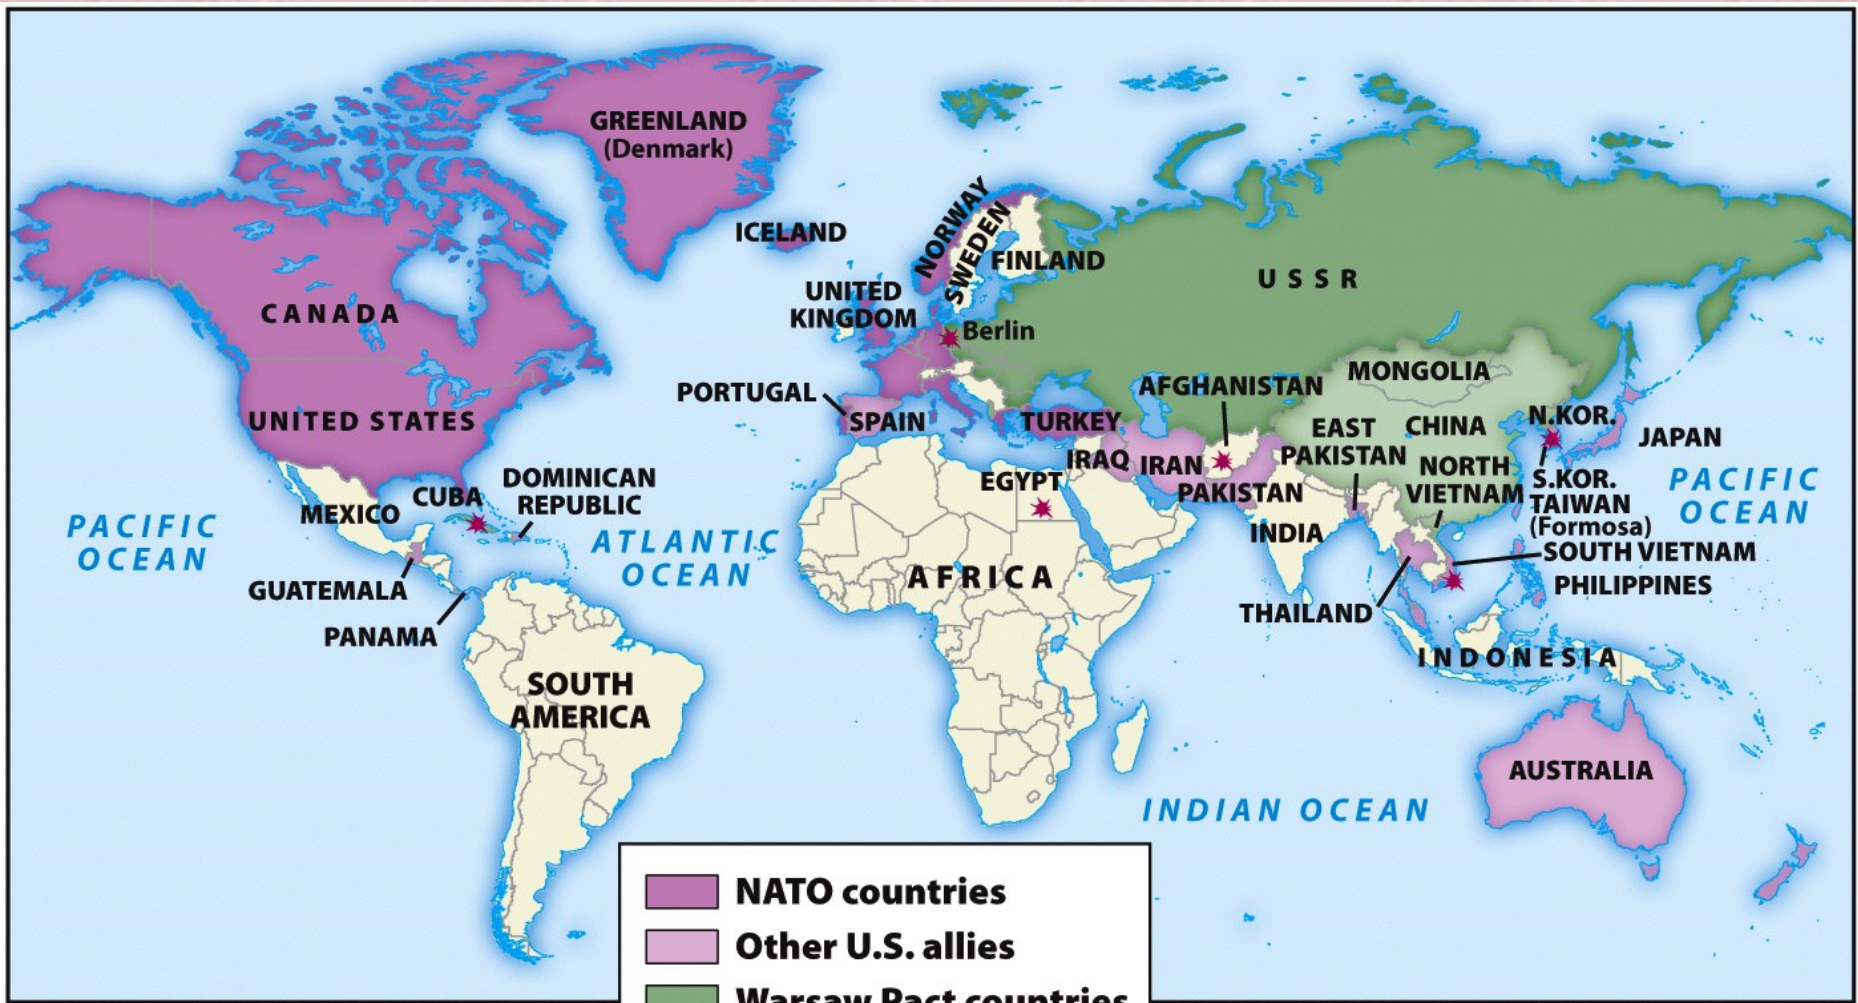 GREENLAND
(Denmark)
ICELAND
NORWAY
SWEDEN
FINLAND
USSR
CANADA
UNITED
KINGDOM
Berlin
MONGOLIA
AFGHANISTAN
PORTUGAL
SPAIN
TURKEY
UNITED STATES
EAST
PAKISTAN
CHINA
N.KOR.
JAPAN
IRAQ
IRAN
PAKISTAN
NORTH
VIETNAM
S.KOR.
TAIWAN
(Formosa)
PACIFIC
OCEAN
DOMINICAN
REPUBLIC
CUBA
MEXICO
EGYPT
INDIA
PACIFIC
OCEAN
ATLANTIC
OCEAN
AFRICA
SOUTH VIETNAM
PHILIPPINES
GUATEMALA
PANAMA
THAILAND
INDONESIA
SOUTH
AMERICA
AUSTRALIA
INDIAN OCEAN
NATO countries
Other U.S. allies
Warsaw Pact countries